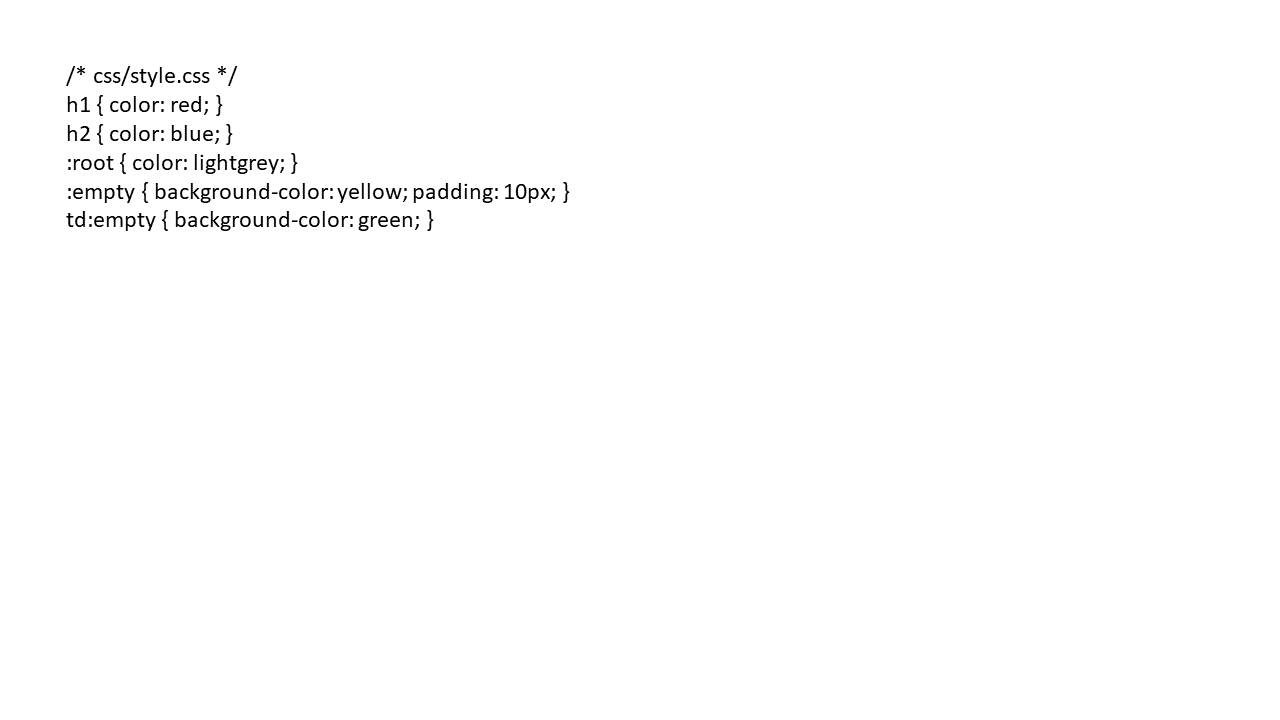 /* css/style.css */
h1 { color: red; }
h2 { color: blue; }
:root { color: lightgrey; }
:empty { background-color: yellow; padding: 10px; }
td:empty { background-color: green; }